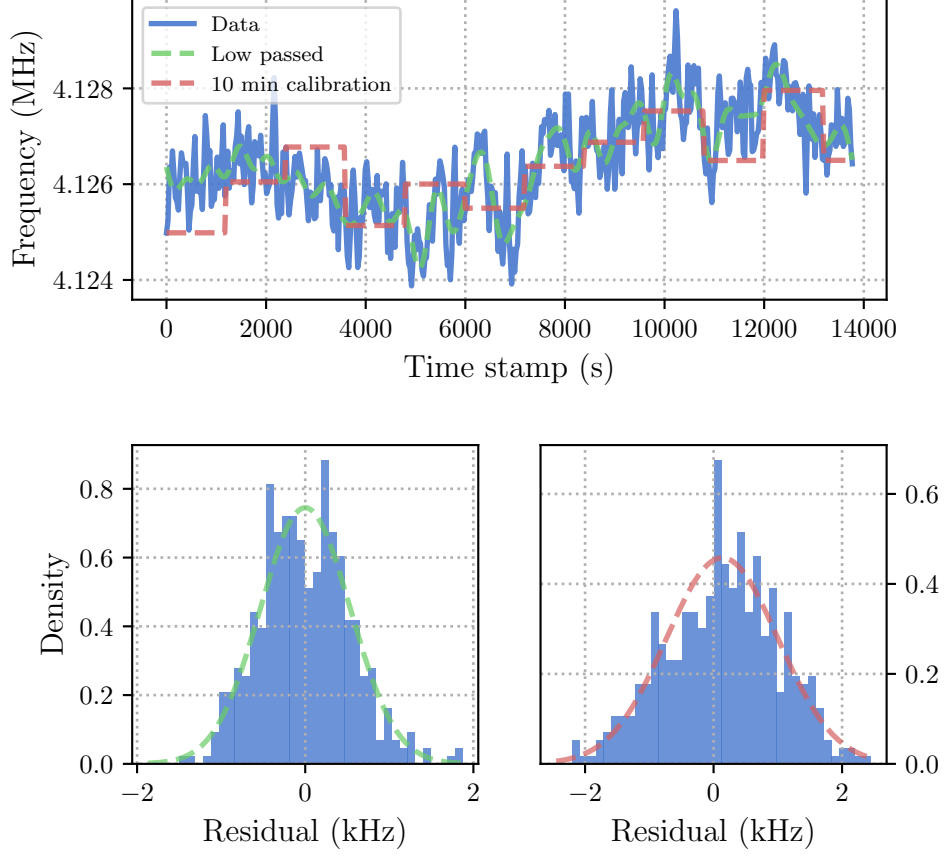 Data
Low passed
10 min calibration
Frequency (MHz)
4.128
4.126
4.124
0 2000 4000 6000 8000 10000 12000 14000
Time stamp (s)
Density
0.8
0.6
0.4
0.2
0.0
−2 0 2
Residual (kHz)
0.6
0.4
0.2
0.0
−2 0 2
Residual (kHz)